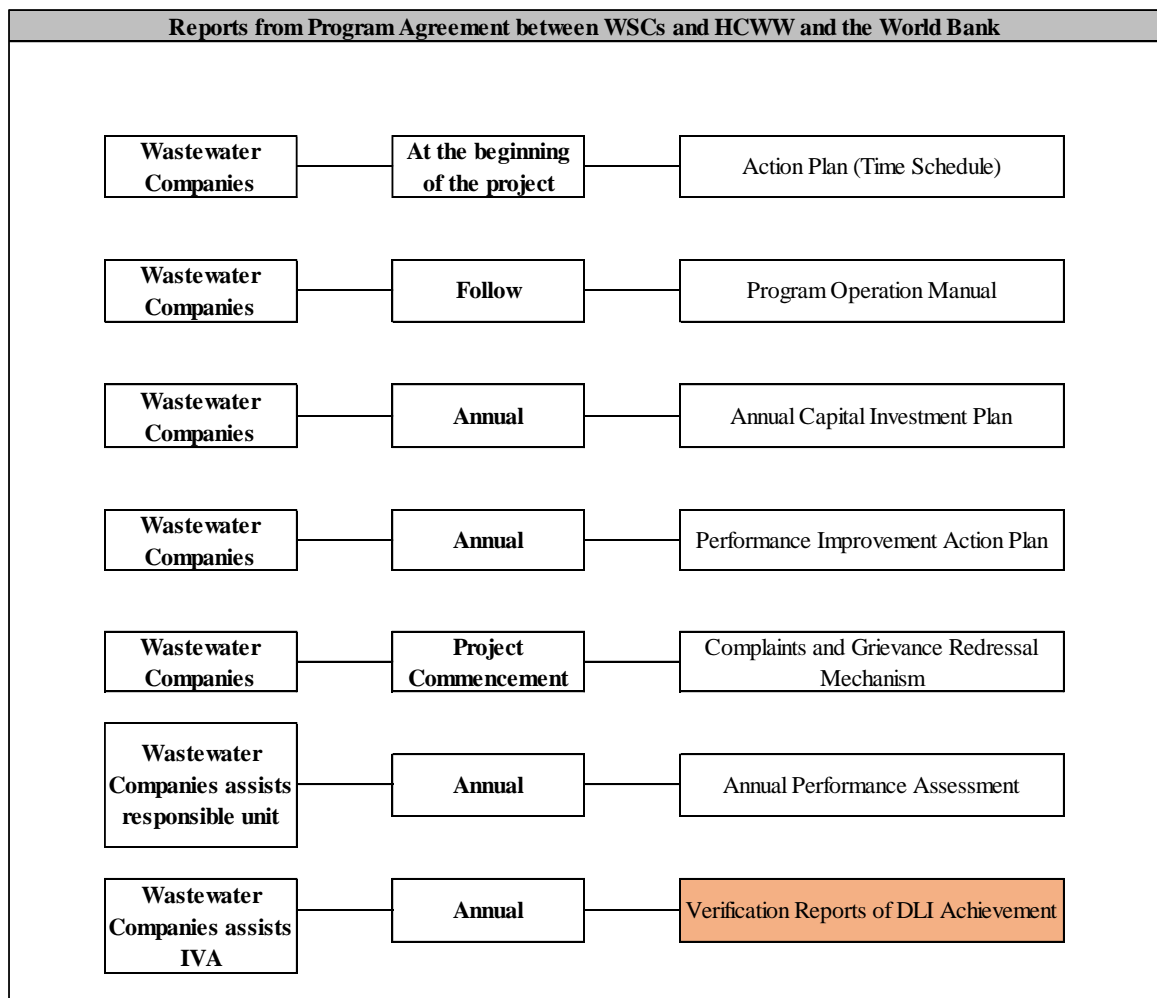 Reports from Program Agreement between WSCs and HCWW and the World Bank
Wastewater
Companies
At the beginning
of the project
Action Plan (Time Schedule)
Wastewater
Companies
Follow
Program Operation Manual
Wastewater
Companies
Annual
Annual Capital Investment Plan
Wastewater
Companies
Annual
Performance Improvement Action Plan
Wastewater
Companies
Project
Commencement
Complaints and Grievance Redressal
Mechanism
Wastewater
Companies assists
responsible unit
Annual
Annual Performance Assessment
Wastewater
Companies assists
IVA
Annual
Verification Reports of DLI Achievement